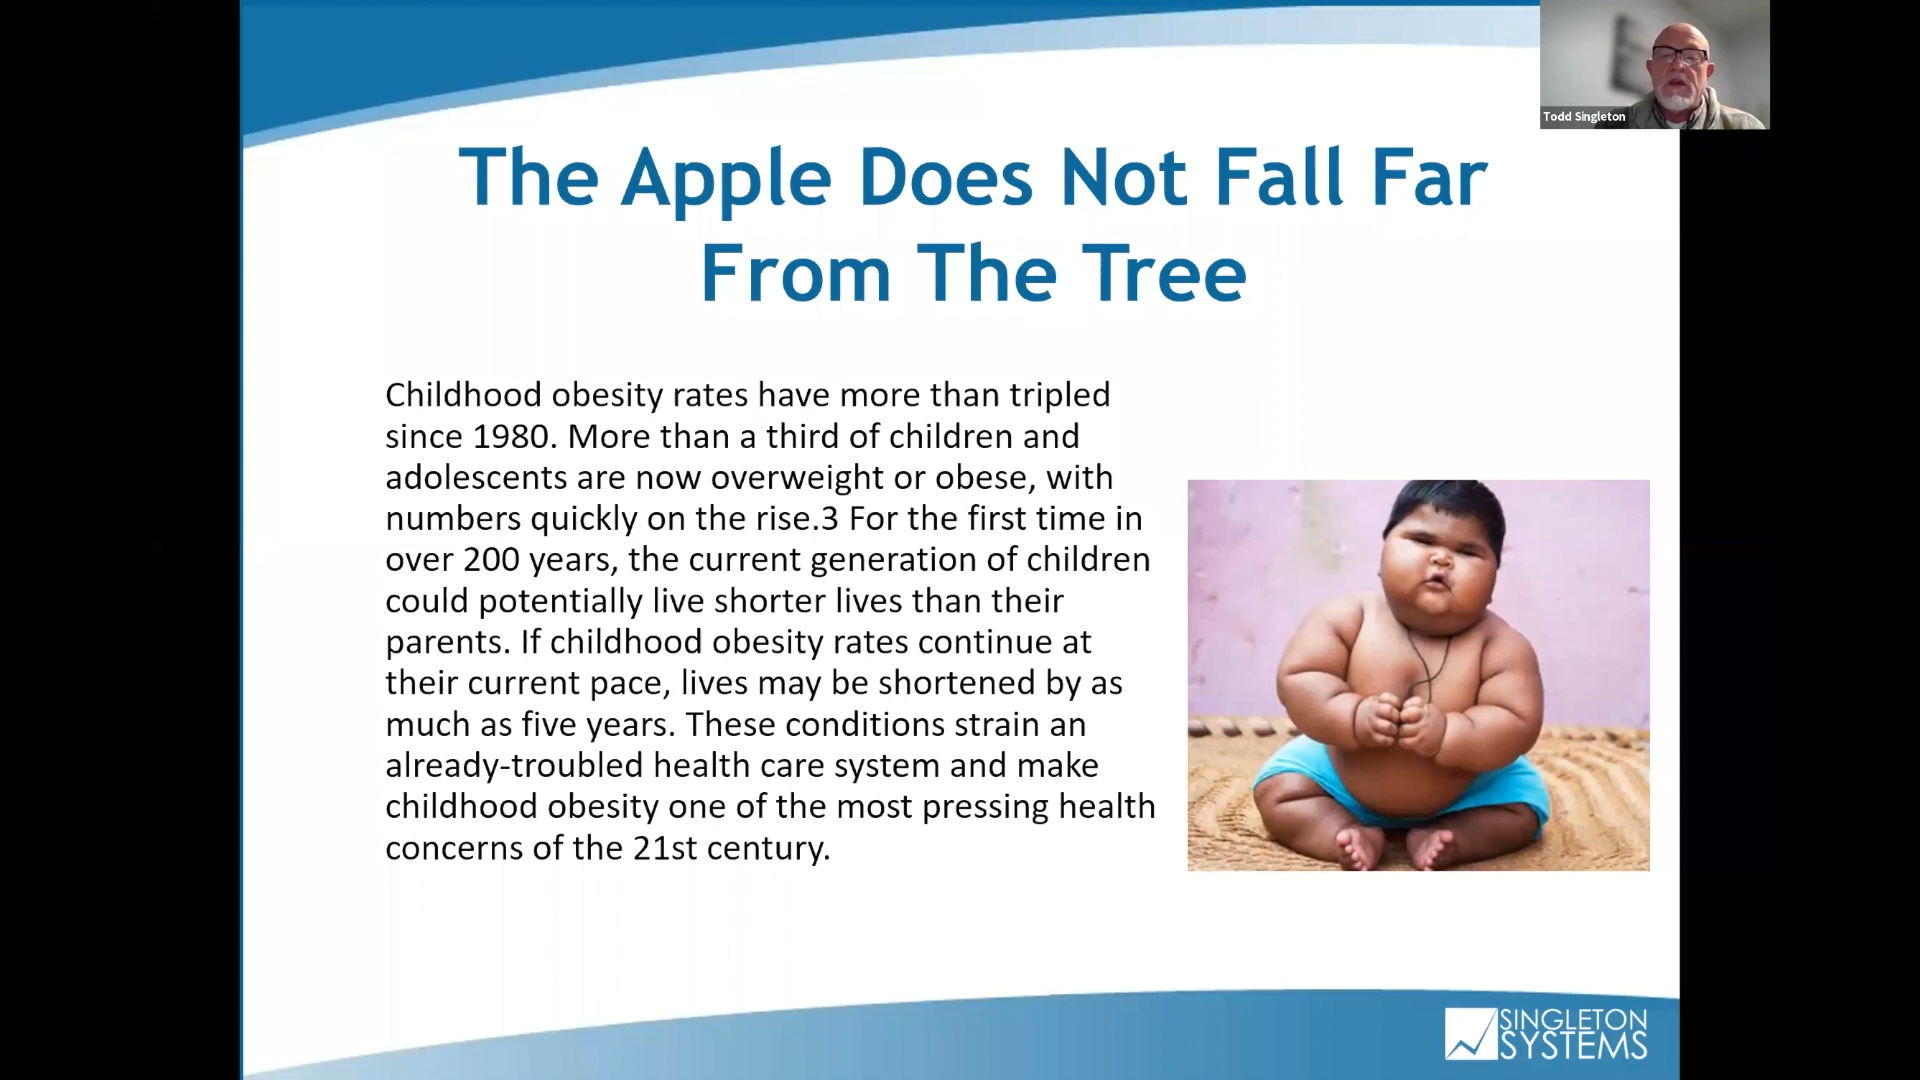 Todd Singleton
The Apple Does Not Fall Far
From The Tree
Childhood obesity rates have more than tripled
since 1980. More than a third of children and
adolescents are now overweight or obese, with
numbers quickly on the rise.3 For the first time in
over 200 years, the current generation of children
could potentially live shorter lives than their
parents. If childhood obesity rates continue at
their current pace, lives may be shortened by as
much as five years. These conditions strain an
already-troubled health care system and make
childhood obesity one of the most pressing health
concerns of the 21st century.
SINGLETON
SYSTEMS